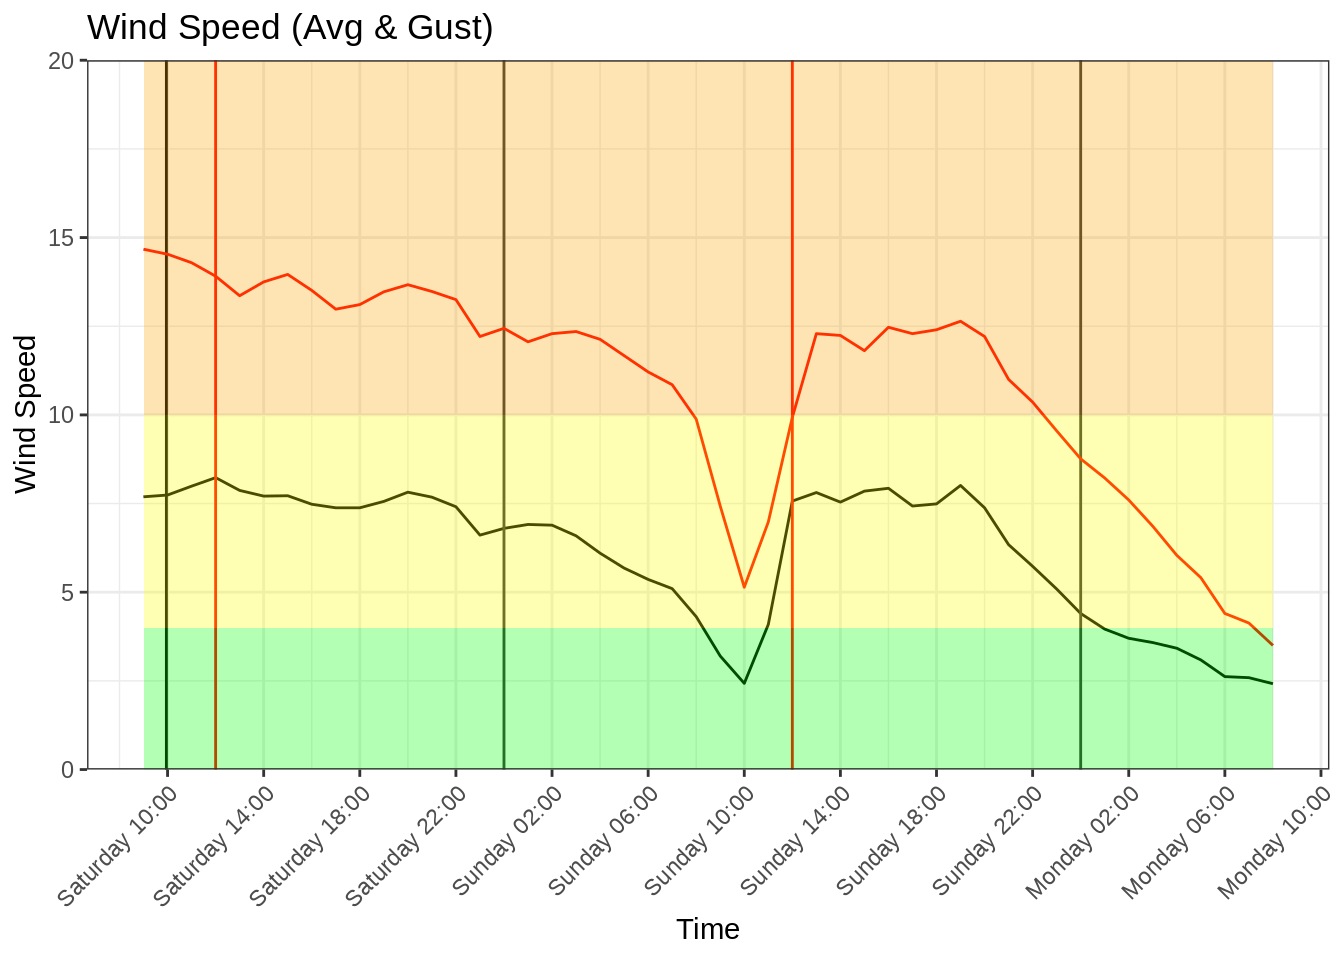 Wind Speed (Avg & Gust)
20
15
10
5
0
Wind Speed
Saturday 10:00
Saturday 14:00
Saturday 18:00
Saturday 22:00
Sunday 02:00
Sunday 06:00
Sunday 10:00
Sunday 14:00
Sunday 18:00
Sunday 22:00
Monday 02:00
Monday 06:00
Monday 10:00
Time